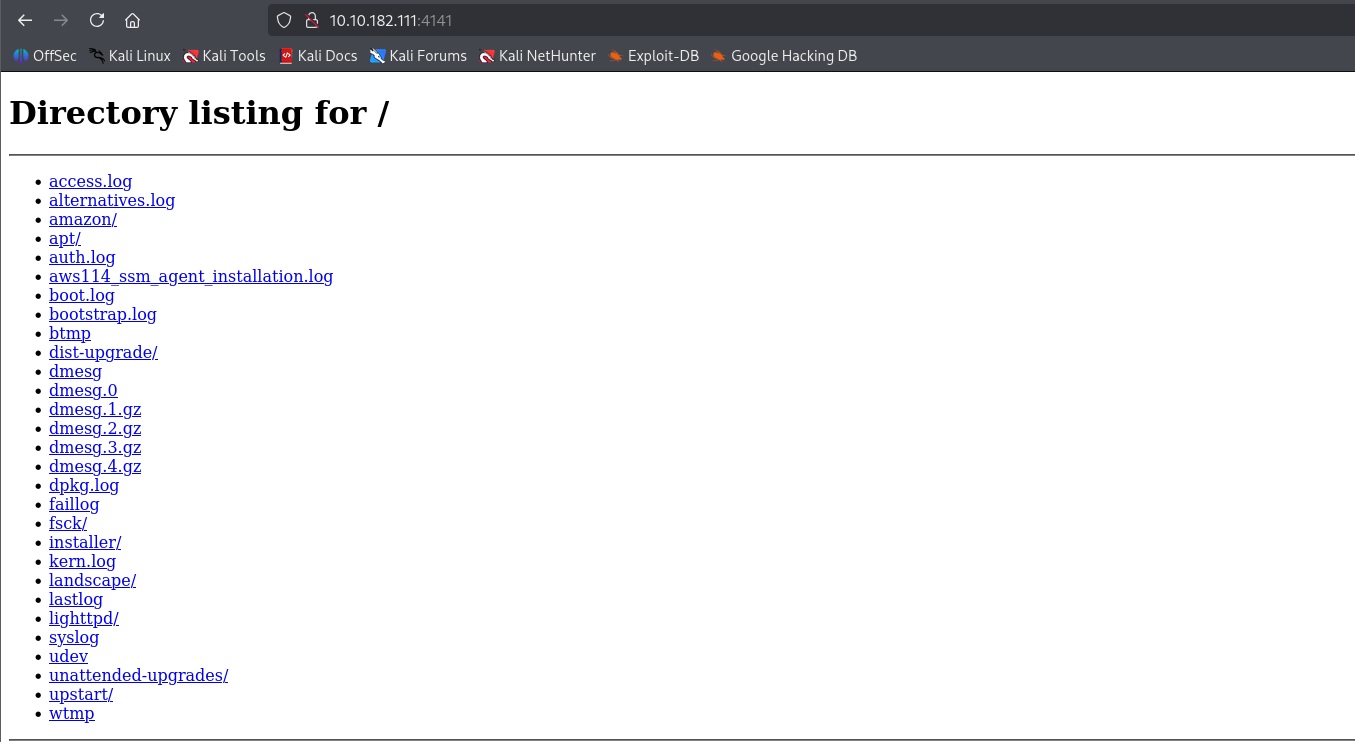 10.10.182.111:4141
OffSec Kali Linux Kali Tools Kali Docs Kali Forums Kali NetHunter Exploit-DB Google Hacking DB
Directory listing for /
access.log
alternatives.log
amazon/
apt/
auth.log
aws114_ssm_agent_installation.log
boot.log
bootstrap.log
btmp
dist-upgrade/
dmesg
dmesg.0
dmesg.1.gz
dmesg.2.gz
dmesg.3.gz
dmesg.4.gz
dpkg.log
faillog
fsck/
installer/
kern.log
landscape/
lastlog
lighttpd/
syslog
udev
unattended-upgrades/
upstart/
wtmp